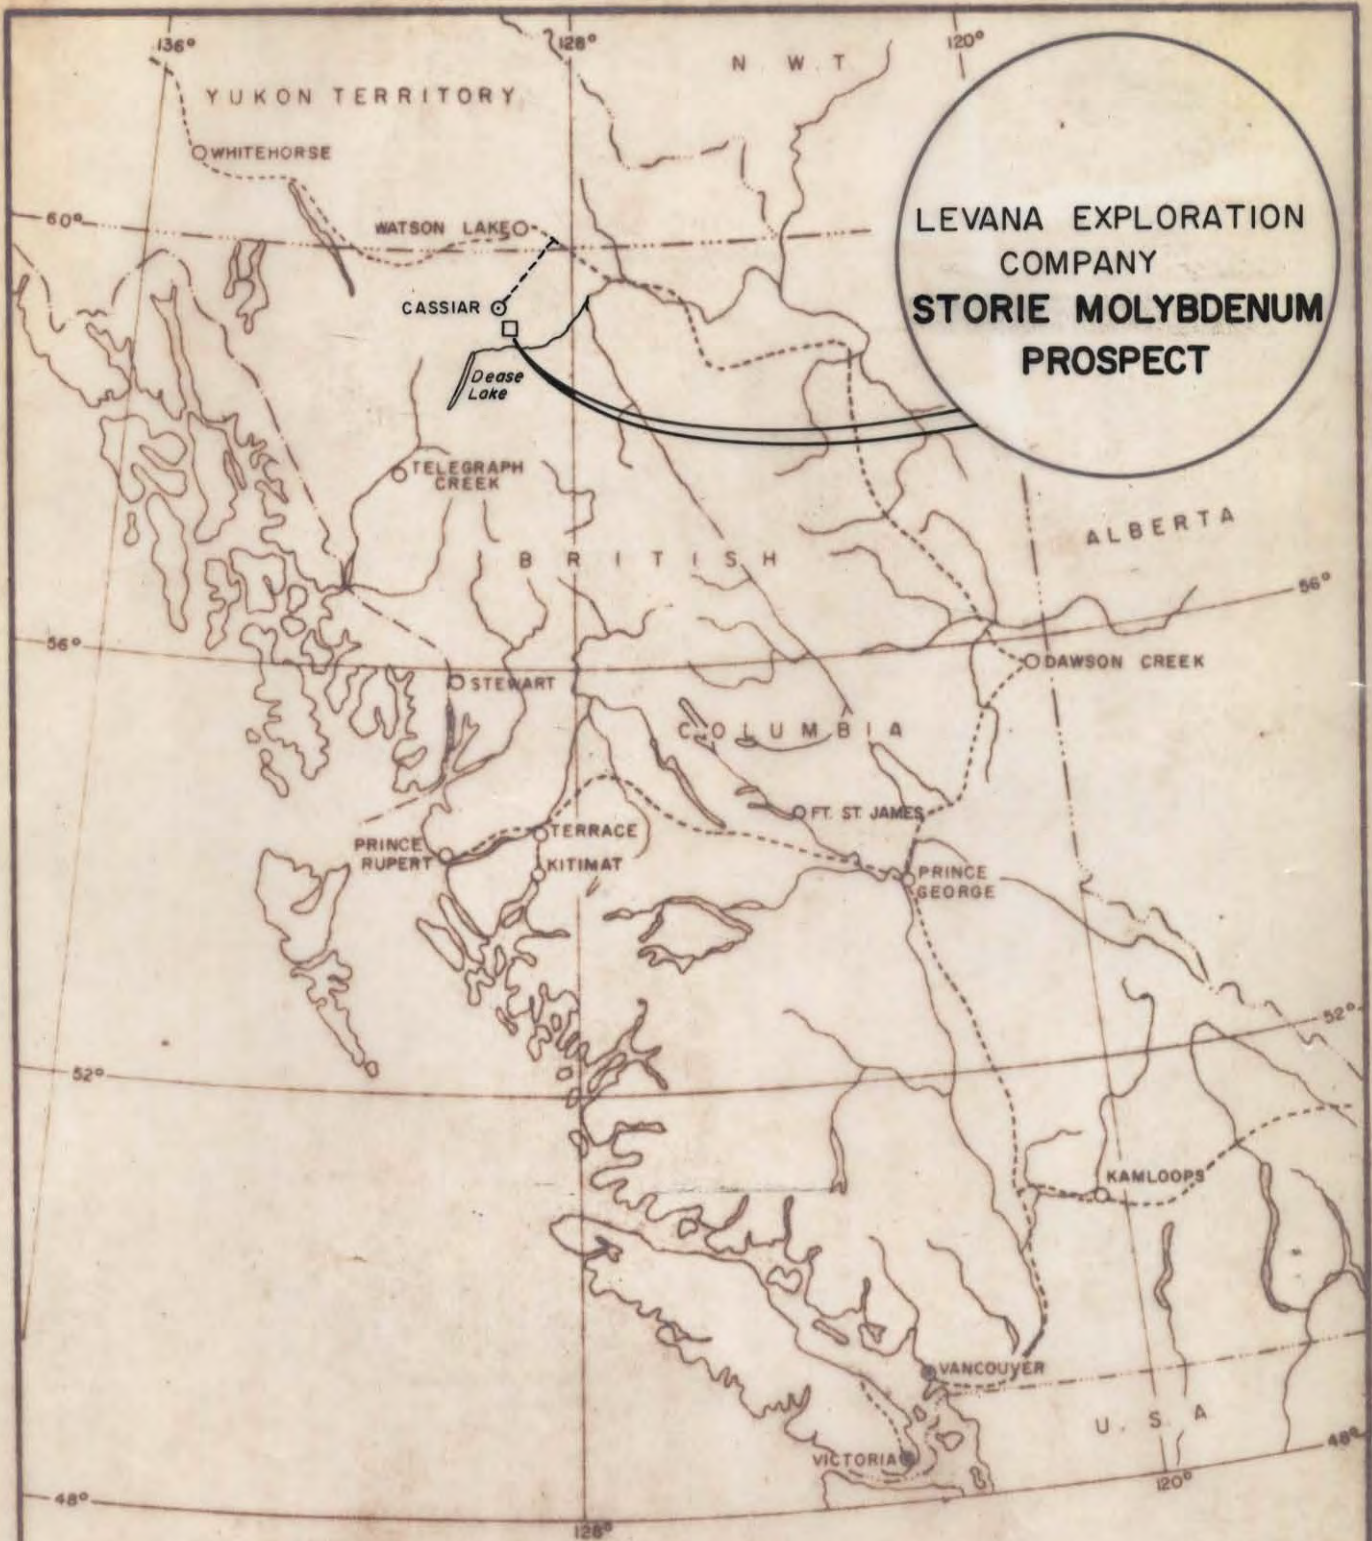 136°
128°
120°
N. W. T
YUKON TERRITORY
WHITEHORSE
60°
WATSON LAKE
LEVANA EXPLORATION
COMPANY
STORIE MOLYBDENUM
PROSPECT
CASSIAR
Dease
Lake
TELEGRAPH
CREEK
ALBERTA
BRITISH
56°
56°
DAWSON CREEK
STEWART
COLUMBIA
FT. ST. JAMES
TERRACE
PRINCE
RUPERT
KITIMAT
PRINCE
GEORGE
52°
52°
KAMLOOPS
VANCOUVER
U. S. A
VICTORIA
48°
120°
48°
128°